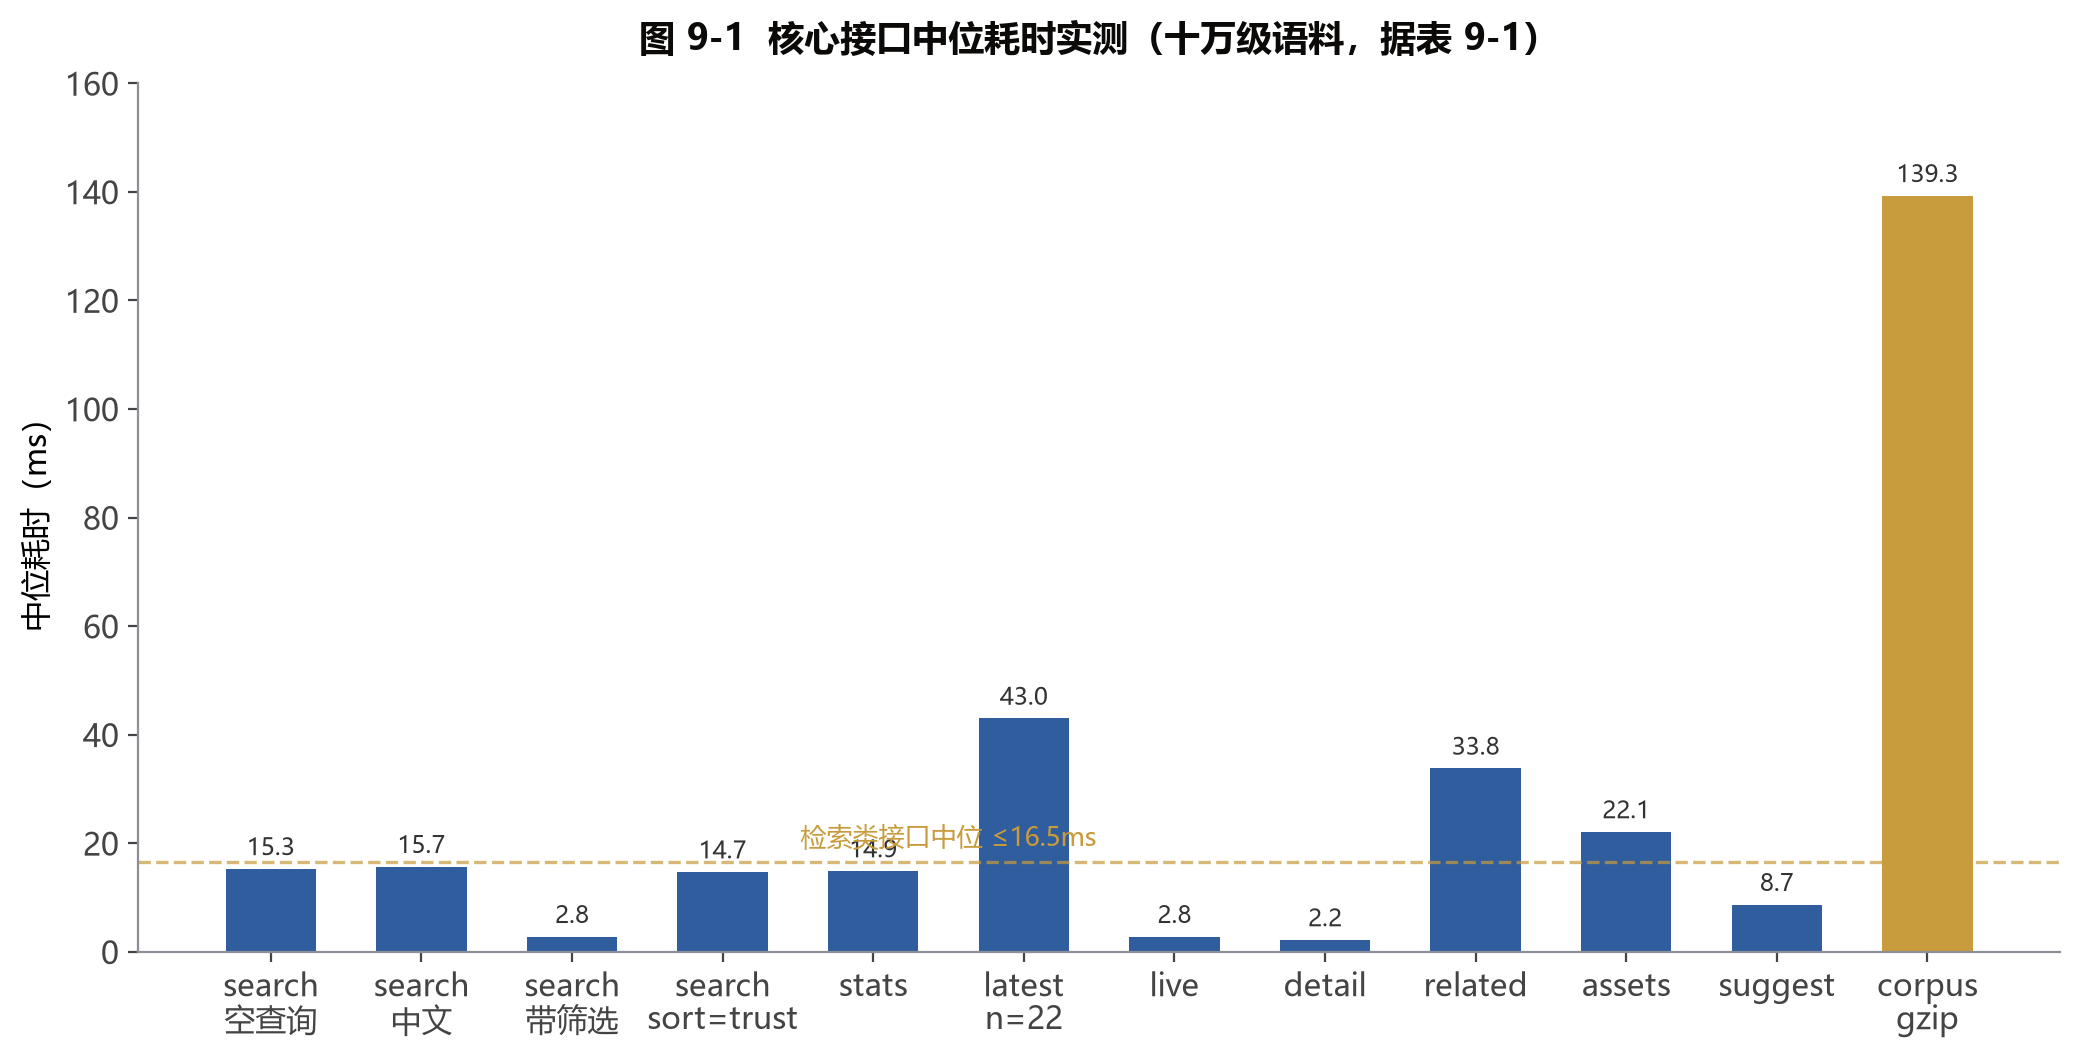 图 9-1 核心接口中位耗时实测（十万级语料，据表 9-1）
中位耗时（ms）
160
140
120
100
80
60
40
20
0
15.3
15.7
2.8
14.7
14.9
43.0
2.8
2.2
33.8
22.1
8.7
139.3
检索类接口中位 ≤16.5ms
search
空查询
search
中文
search
带筛选
search
sort=trust
stats
latest
n=22
live
detail
related
assets
suggest
corpus
gzip